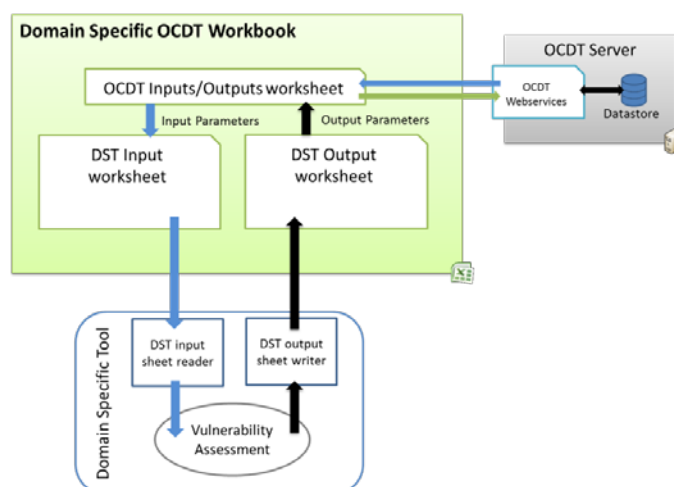 Domain Specific OCDT Workbook
OCDT Server
OCDT Inputs/Outputs worksheet
OCDT
Webservices
Datastore
Input Parameters
Output Parameters
DST Input
worksheet
DST Output
worksheet
Domain Specific Tool
DST input
sheet reader
DST output
sheet writer
Vulnerability
Assessment